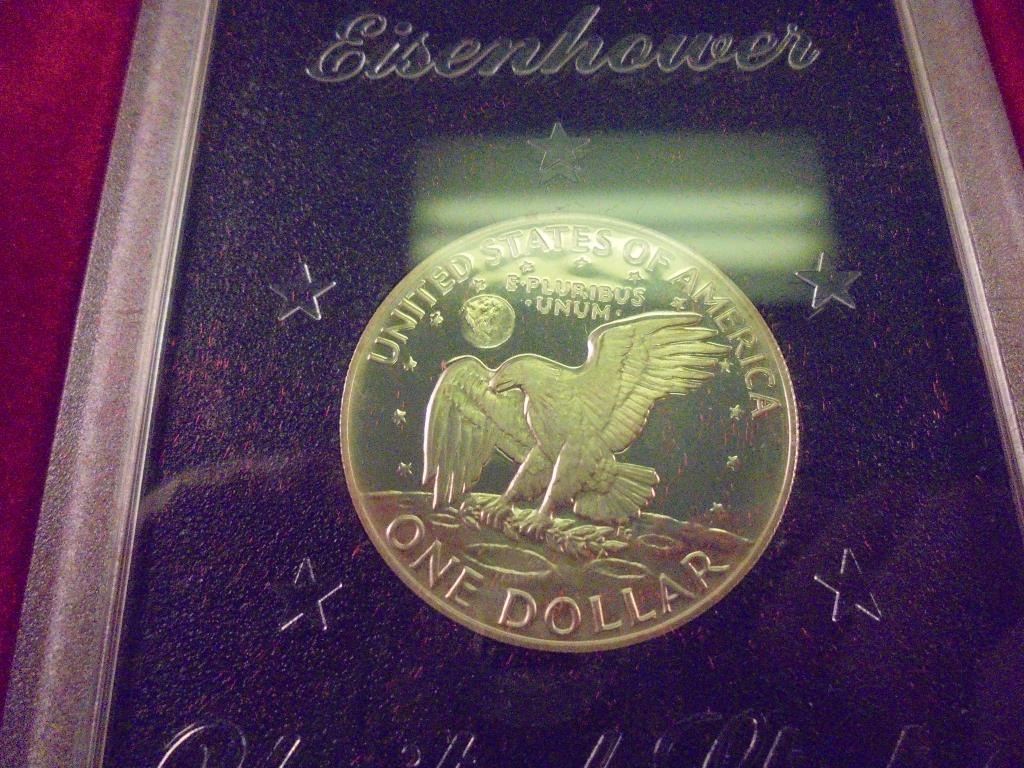 Eisenhower
UNITED STATES OF AMERICA
E·PLURIBUS
·UNUM·
ONE DOLLAR